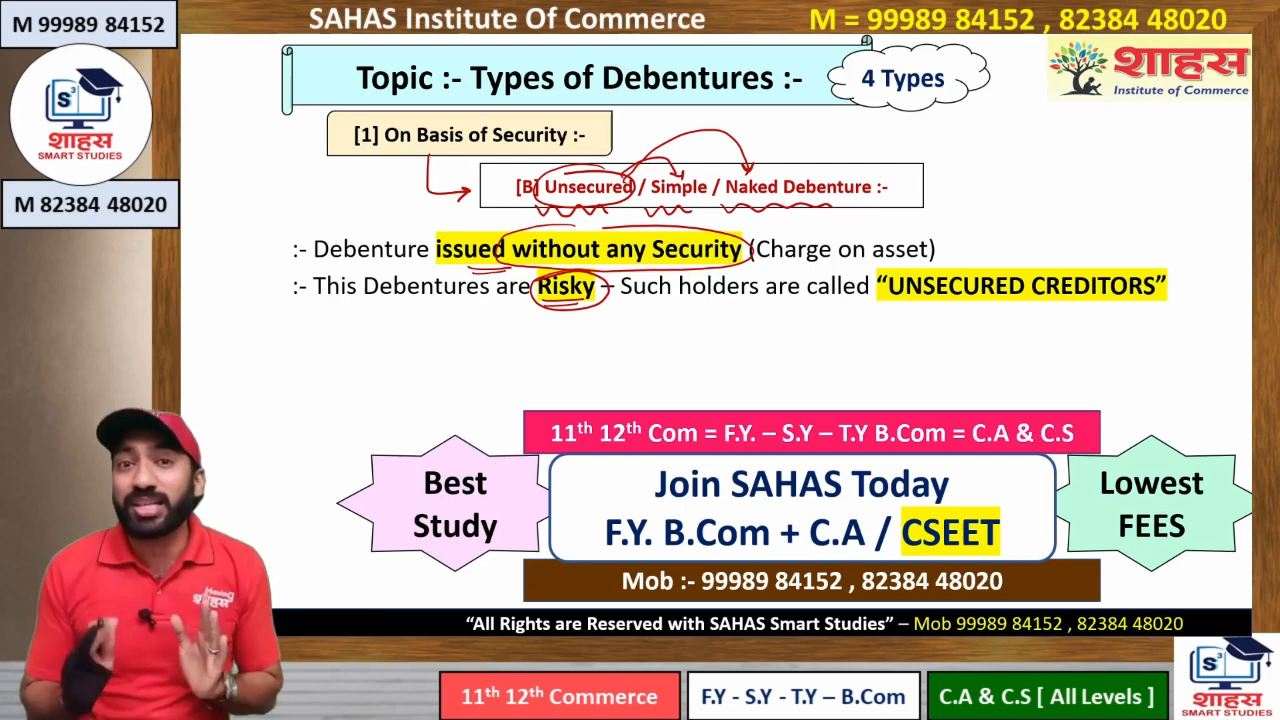 M 99989 84152
SAHAS Institute Of Commerce
M = 99989 84152 , 82384 48020
S³
शाहस
SMART STUDIES
M 82384 48020
Topic :- Types of Debentures :-
4 Types
शाहस
Institute of Commerce
[1] On Basis of Security :-
[B] Unsecured / Simple / Naked Debenture :-
:- Debenture issued without any Security (Charge on asset)
:- This Debentures are Risky – Such holders are called “UNSECURED CREDITORS”
11th 12th Com = F.Y. – S.Y – T.Y B.Com = C.A & C.S
Best
Study
Join SAHAS Today
F.Y. B.Com + C.A / CSEET
Lowest
FEES
Mob :- 99989 84152 , 82384 48020
Having
शाहस
“All Rights are Reserved with SAHAS Smart Studies” – Mob 99989 84152 , 82384 48020
11th 12th Commerce
F.Y - S.Y - T.Y – B.Com
C.A & C.S [ All Levels ]
S³
शाहस
SMART STUDIES